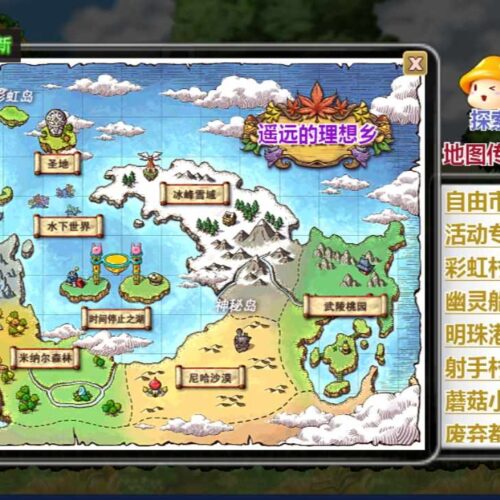 新
彩虹岛
遥远的理想乡
圣地
冰峰雪域
水下世界
神秘岛
武陵桃园
时间停止之湖
米纳尔森林
尼哈沙漠
X
探索
地图传
自由市
活动专
彩虹村
幽灵船
明珠港
射手村
蘑菇小
废弃都